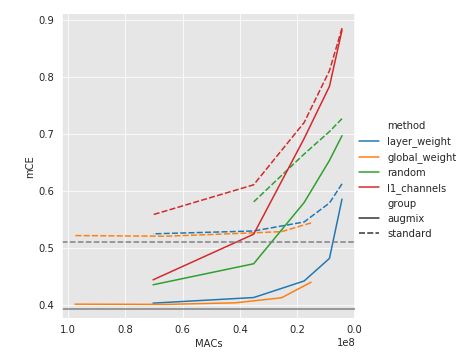 0.9
0.8
0.7
0.6
0.5
0.4
mCE
1.0
0.8
0.6
0.4
0.2
0.0
MACs
1e8
method
layer_weight
global_weight
random
l1_channels
group
augmix
standard